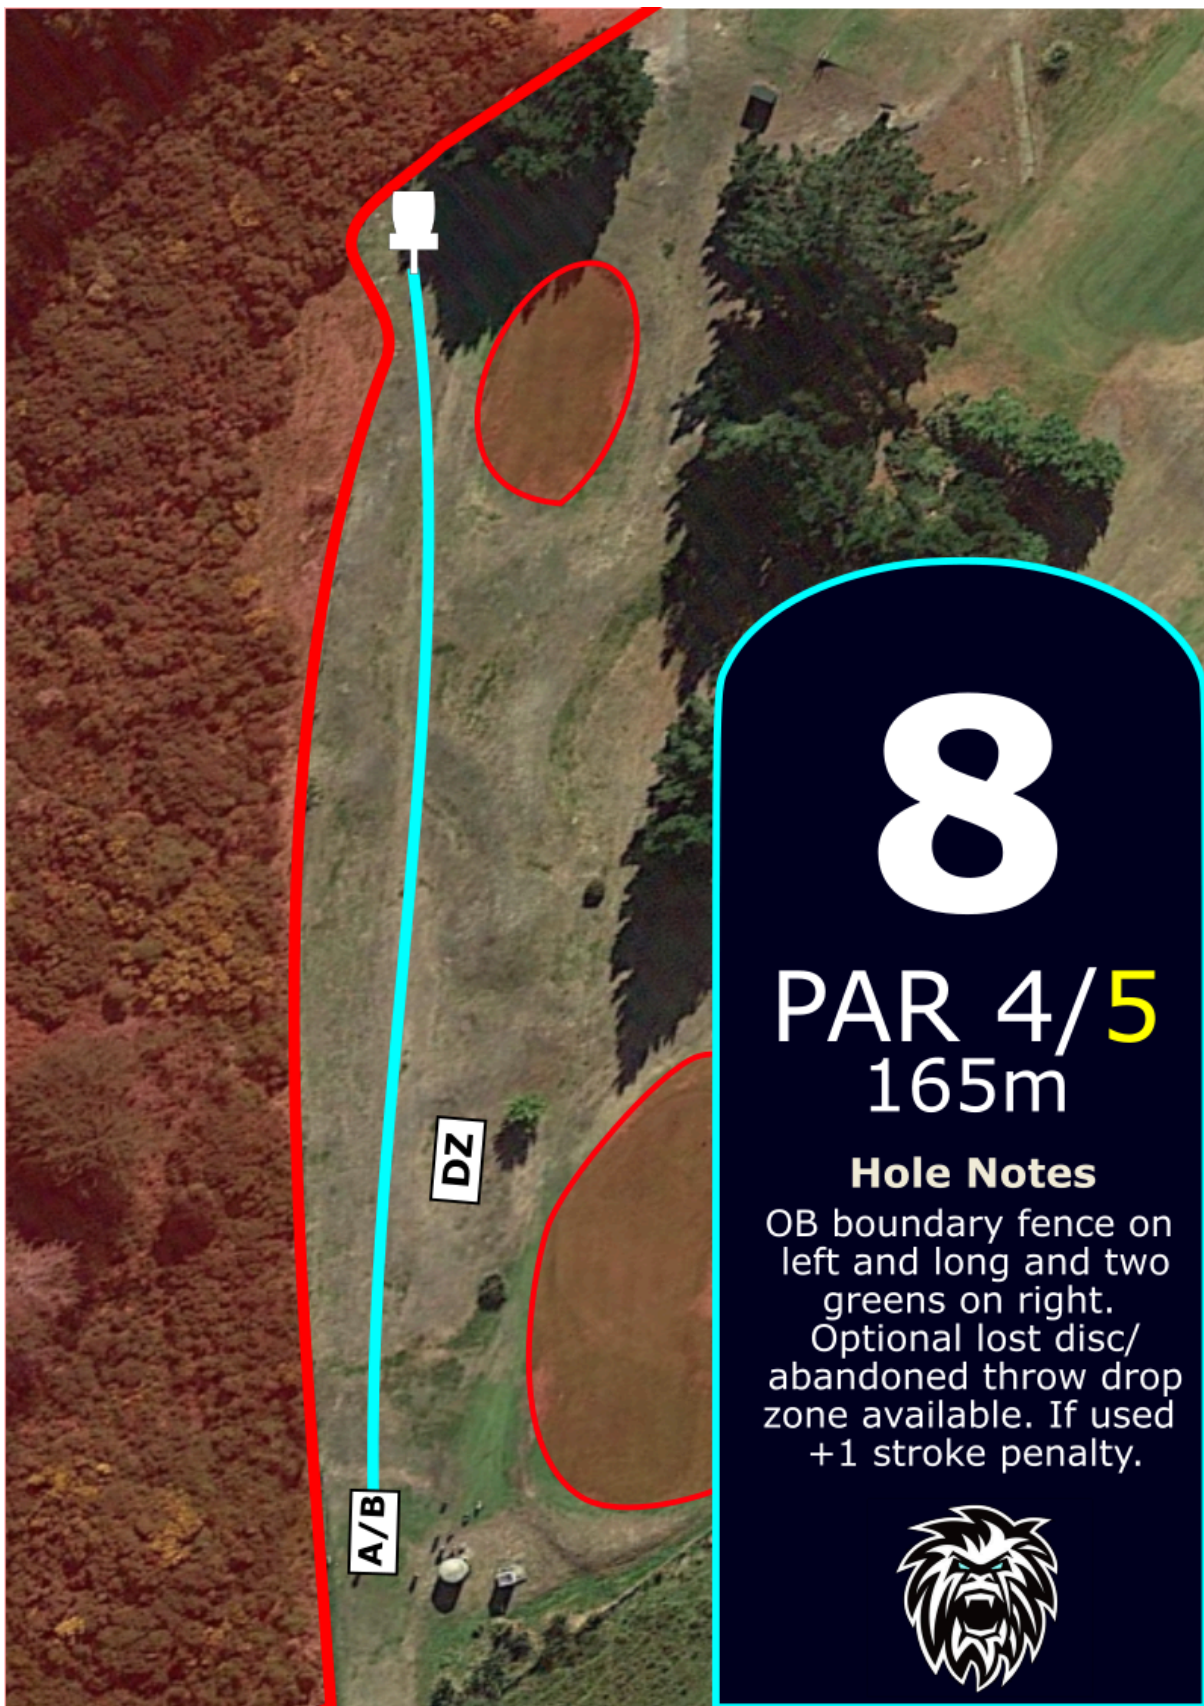 8
PAR 4/5
165m
Hole Notes
OB boundary fence on
left and long and two
greens on right.
Optional lost disc/
abandoned throw drop
zone available. If used
+1 stroke penalty.
DZ
A/B